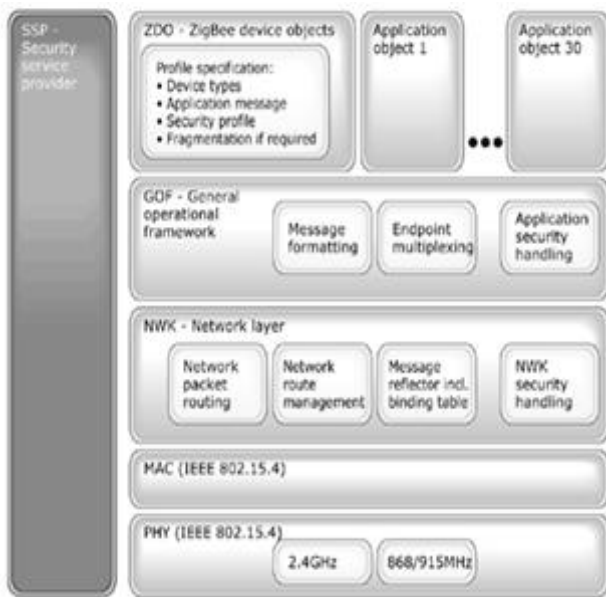 SSP -
Security
service
provider
ZDO - ZigBee device objects
Profile specification:
• Device types
• Application message
• Security profile
• Fragmentation if required
Application
object 1
•••
Application
object 30
GOF - General
operational
framework
Message
formatting
Endpoint
multiplexing
Application
security
handling
NWK - Network layer
Network
packet
routing
Network
route
management
Message
reflector incl.
binding table
NWK
security
handling
MAC (IEEE 802.15.4)
PHY (IEEE 802.15.4)
2.4GHz
868/915MHz